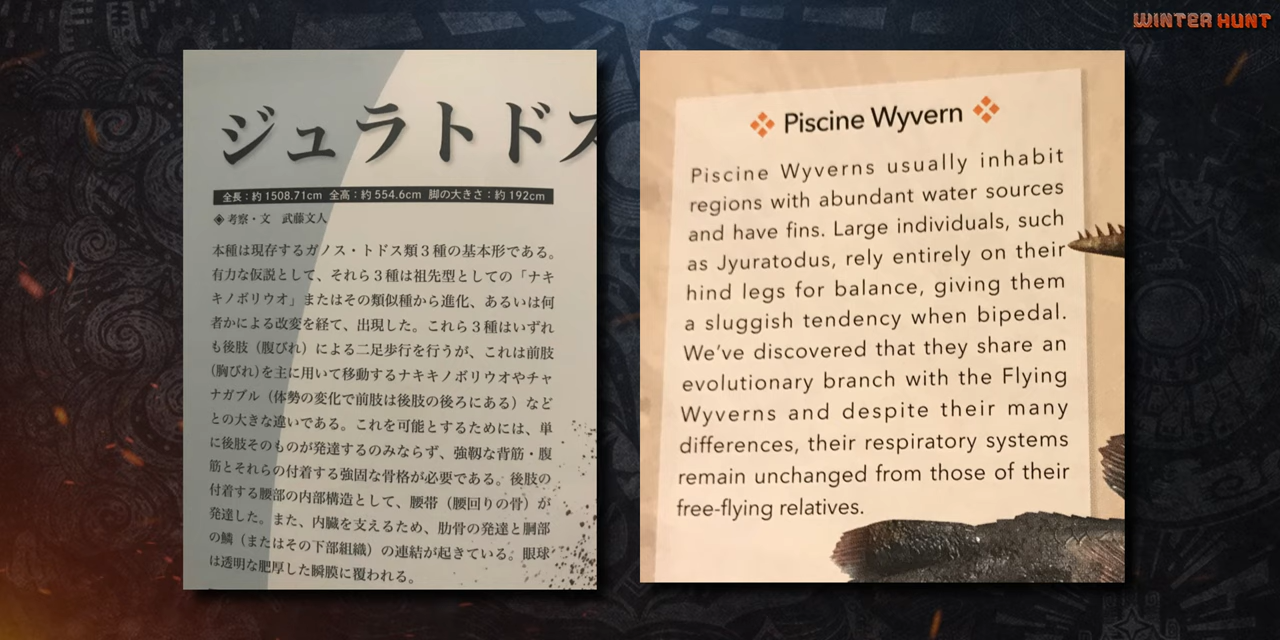 WINTER HUNT
ジュラトドス
全長：約1508.71cm 全高：約554.6cm 脚の大きさ：約192cm
◈考察・文 武藤文人
本種は現存するガノス・トドス類３種の基本形である。
有力な仮説として、それら３種は祖先型としての「ナキ
キノボリウオ」またはその類似種から進化、あるいは何
者かによる改変を経て、出現した。これら３種はいずれ
も後肢（腹びれ）による二足歩行を行うが、これは前肢
（胸びれ）を主に用いて移動するナキキノボリウオやチャ
ナガブル（体勢の変化で前肢は後肢の後ろにある）など
との大きな違いである。これを可能とするためには、単
に後肢そのものが発達するのみならず、強靱な背筋・腹
筋とそれらの付着する強固な骨格が必要である。後肢の
付着する腰部の内部構造として、腰帯（腰回りの骨）が
発達した。また、内臓を支えるため、肋骨の発達と胴部
の鱗（またはその下部組織）の連結が起きている。眼球
は透明な肥厚した瞬膜に覆われる。
Piscine Wyvern
Piscine Wyverns usually inhabit
regions with abundant water sources
and have fins. Large individuals, such
as Jyuratodus, rely entirely on their
hind legs for balance, giving them
a sluggish tendency when bipedal.
We've discovered that they share an
evolutionary branch with the Flying
Wyverns and despite their many
differences, their respiratory systems
remain unchanged from those of their
free-flying relatives.